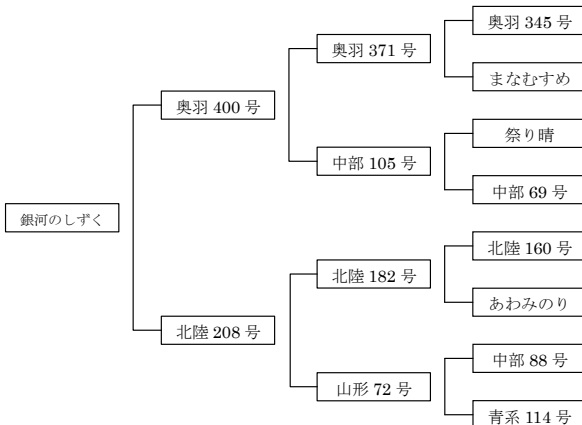 奥羽 345 号
奥羽 371 号
まなむすめ
奥羽 400 号
祭り晴
中部 105 号
中部 69 号
銀河のしずく
北陸 160 号
北陸 182 号
あわみのり
北陸 208 号
中部 88 号
山形 72 号
青系 114 号